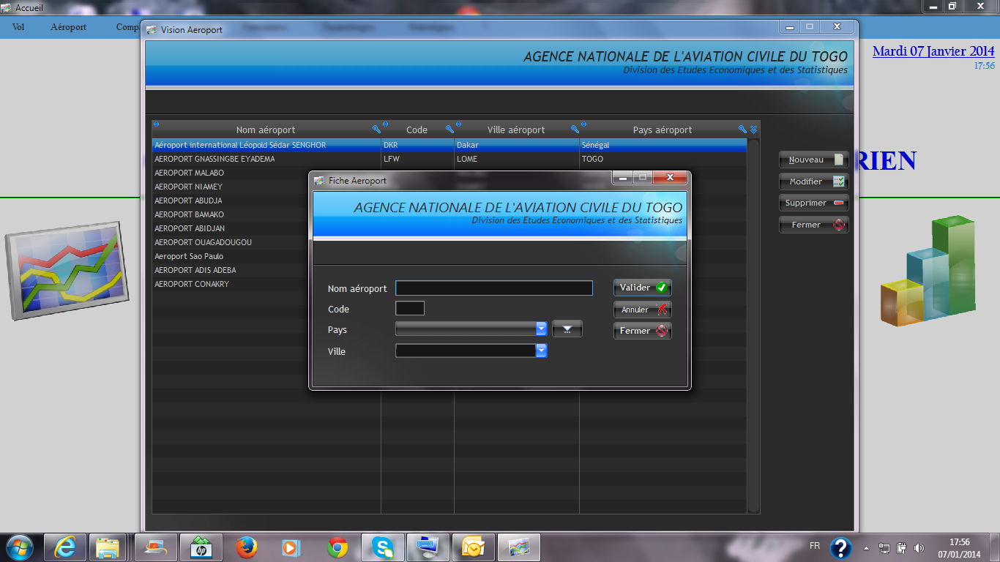 Accueil
Vol Aéroport Comp
Vision Aeroport
AGENCE NATIONALE DE L'AVIATION CIVILE DU TOGO
Division des Etudes Economiques et des Statistiques
Mardi 07 Janvier 2014
17:56
Nom aéroport Code Ville aéroport Pays aéroport
Aéroport international Léopold Sédar SENGHOR DKR Dakar Sénégal
AEROPORT GNASSINGBE EYADEMA LFW LOME TOGO
AEROPORT MALABO
AEROPORT NIAMEY
AEROPORT ABUDJA
AEROPORT BAMAKO
AEROPORT ABIDJAN
AEROPORT OUAGADOUGOU
Aeroport Sao Paulo
AEROPORT ADIS ADEBA
AEROPORT CONAKRY
Nouveau
Modifier
Supprimer
Fermer
RIEN
Fiche Aeroport
AGENCE NATIONALE DE L'AVIATION CIVILE DU TOGO
Division des Etudes Economiques et des Statistiques
Nom aéroport
Code
Pays
Ville
Valider
Annuler
Fermer
hp
FR
17:56
07/01/2014